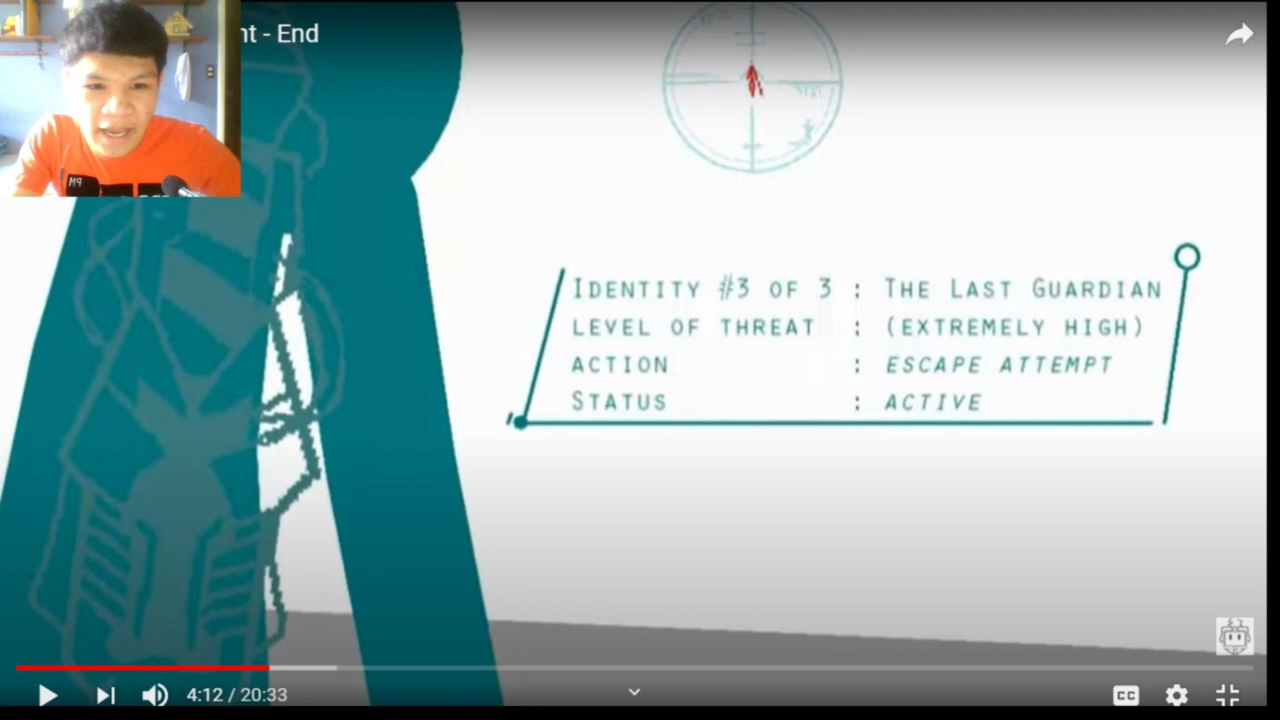 nt - End
IDENTITY #3 OF 3 : THE LAST GUARDIAN
LEVEL OF THREAT : (EXTREMELY HIGH)
ACTION : ESCAPE ATTEMPT
STATUS : ACTIVE
M9
4:12 / 20:33
CC